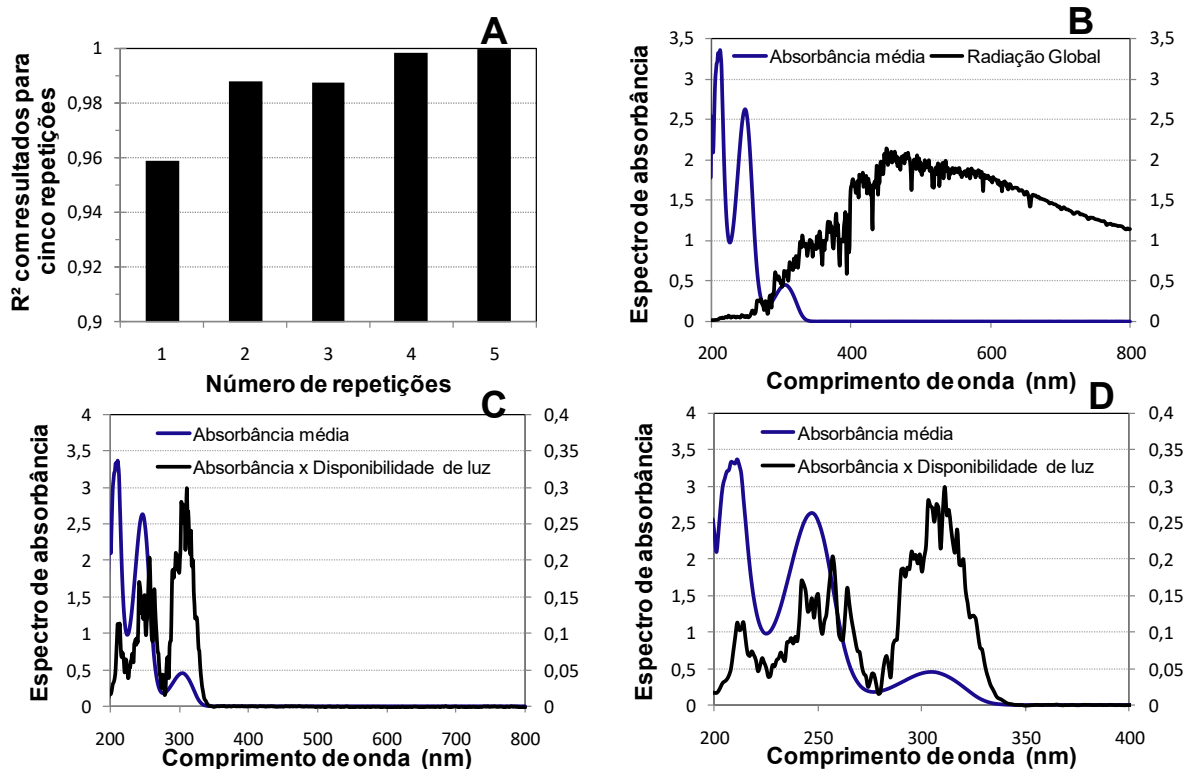 A
R² com resultados para
cinco repetições
1
0,98
0,96
0,94
0,92
0,9
1 2 3 4 5
Número de repetições
B
Absorbância média
Radiação Global
Espectro de absorbância
3,5
3
2,5
2
1,5
1
0,5
0
3,5
3
2,5
2
1,5
1
0,5
0
200 400 600 800
Comprimento de onda (nm)
C
Absorbância média
Absorbância x Disponibilidade de luz
Espectro de absorbância
4
3,5
3
2,5
2
1,5
1
0,5
0
0,4
0,35
0,3
0,25
0,2
0,15
0,1
0,05
0
200 300 400 500 600 700 800
Comprimento de onda (nm)
D
Absorbância média
Absorbância x Disponibilidade de luz
Espectro de absorbância
4
3,5
3
2,5
2
1,5
1
0,5
0
0,4
0,35
0,3
0,25
0,2
0,15
0,1
0,05
0
200 250 300 350 400
Comprimento de onda (nm)